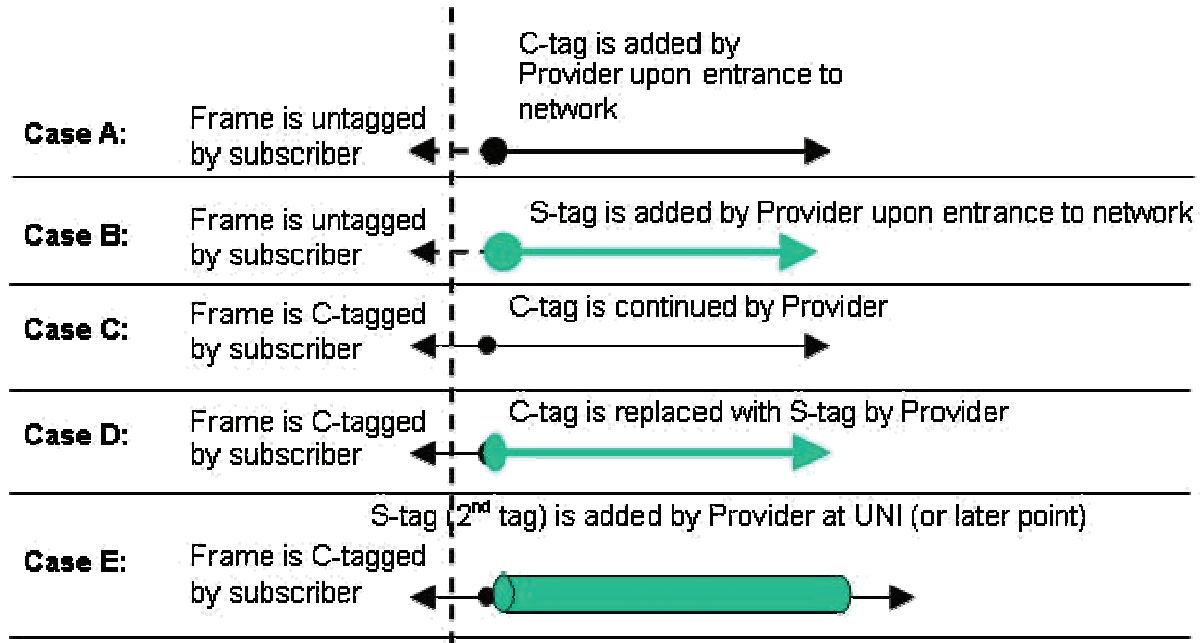 C-tag is added by
Provider upon entrance to
network
Case A:
Frame is untagged
by subscriber
Case B:
Frame is untagged
by subscriber
S-tag is added by Provider upon entrance to network
Case C:
Frame is C-tagged
by subscriber
C-tag is continued by Provider
Case D:
Frame is C-tagged
by subscriber
C-tag is replaced with S-tag by Provider
S-tag (2nd tag) is added by Provider at UNI (or later point)
Case E:
Frame is C-tagged
by subscriber